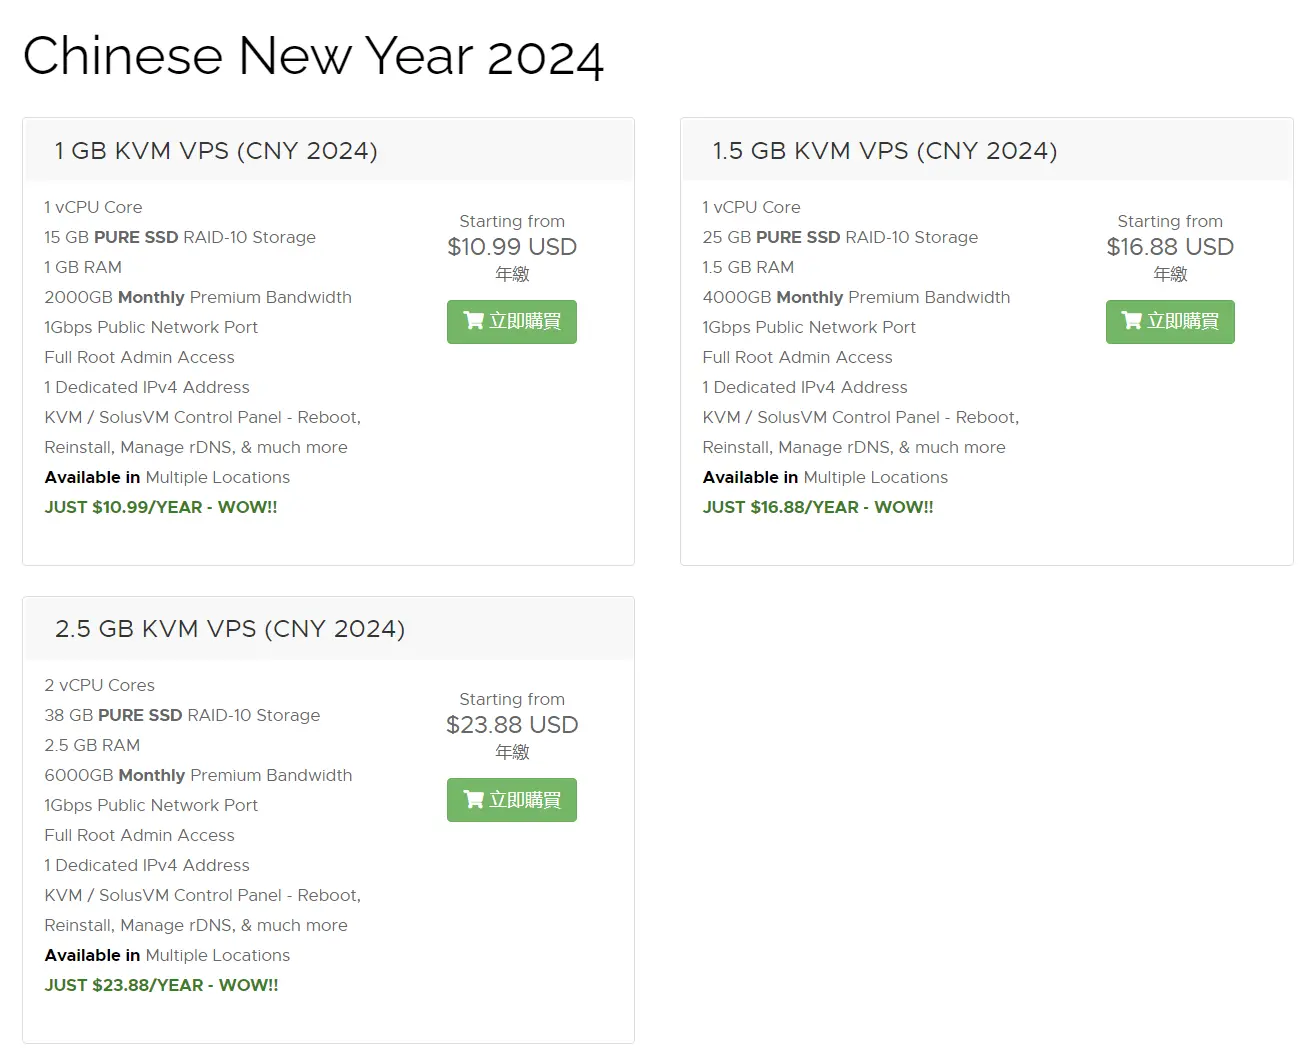 Chinese New Year 2024
1 GB KVM VPS (CNY 2024)
1 vCPU Core
15 GB PURE SSD RAID-10 Storage
1 GB RAM
2000GB Monthly Premium Bandwidth
1Gbps Public Network Port
Full Root Admin Access
1 Dedicated IPv4 Address
KVM / SolusVM Control Panel - Reboot,
Reinstall, Manage rDNS, & much more
Available in Multiple Locations
JUST $10.99/YEAR - WOW!!
Starting from
$10.99 USD
年繳
立即購買
1.5 GB KVM VPS (CNY 2024)
1 vCPU Core
25 GB PURE SSD RAID-10 Storage
1.5 GB RAM
4000GB Monthly Premium Bandwidth
1Gbps Public Network Port
Full Root Admin Access
1 Dedicated IPv4 Address
KVM / SolusVM Control Panel - Reboot,
Reinstall, Manage rDNS, & much more
Available in Multiple Locations
JUST $16.88/YEAR - WOW!!
Starting from
$16.88 USD
年繳
立即購買
2.5 GB KVM VPS (CNY 2024)
2 vCPU Cores
38 GB PURE SSD RAID-10 Storage
2.5 GB RAM
6000GB Monthly Premium Bandwidth
1Gbps Public Network Port
Full Root Admin Access
1 Dedicated IPv4 Address
KVM / SolusVM Control Panel - Reboot,
Reinstall, Manage rDNS, & much more
Available in Multiple Locations
JUST $23.88/YEAR - WOW!!
Starting from
$23.88 USD
年繳
立即購買